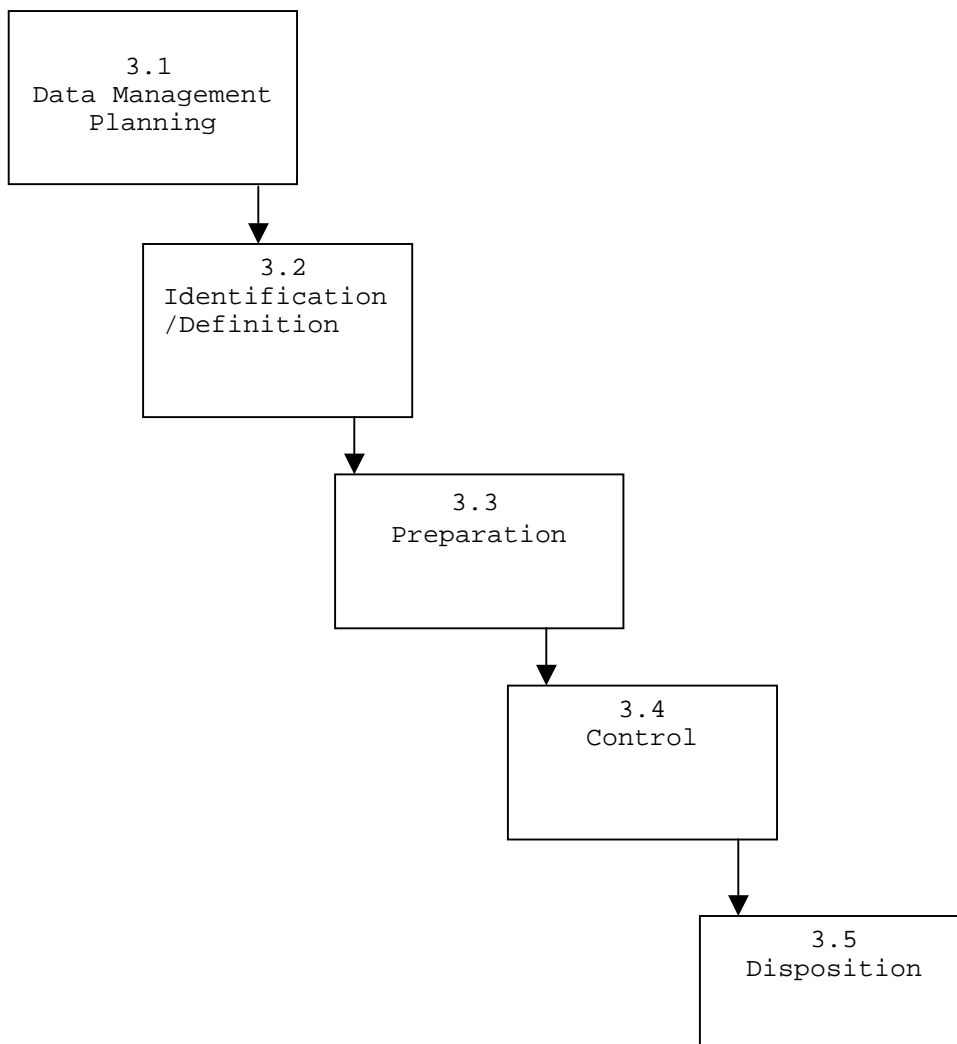 3.1
Data Management
Planning
3.2
Identification
/Definition
3.3
Preparation
3.4
Control
3.5
Disposition